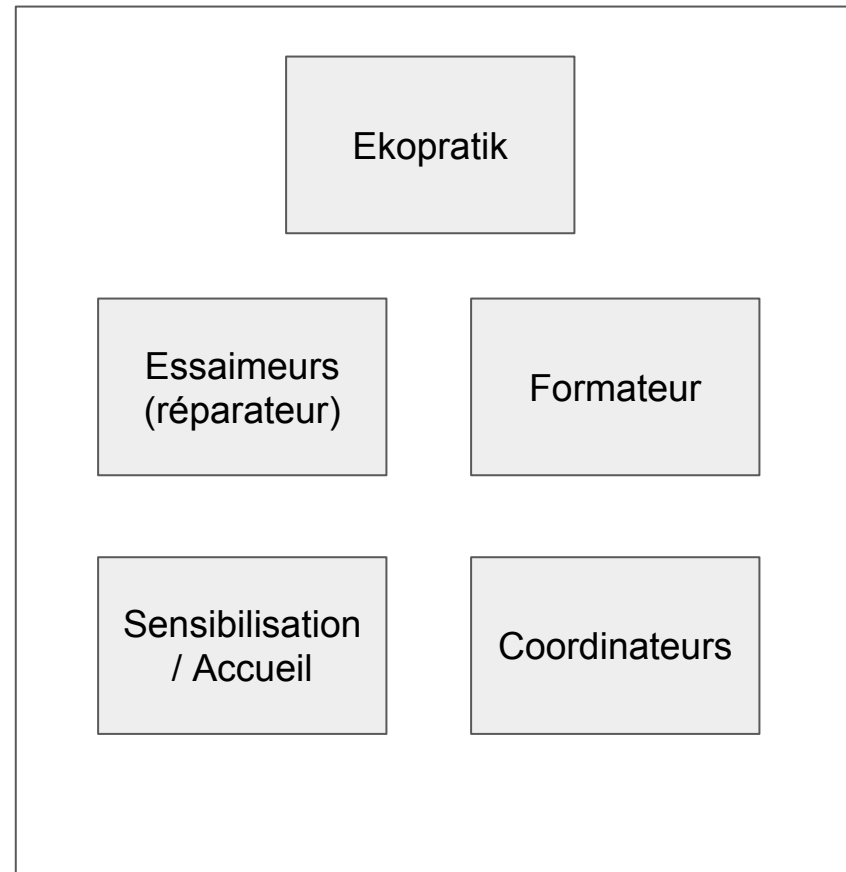 Ekopratik
Essaimeurs
(réparateur)
Formateur
Sensibilisation
/ Accueil
Coordinateurs